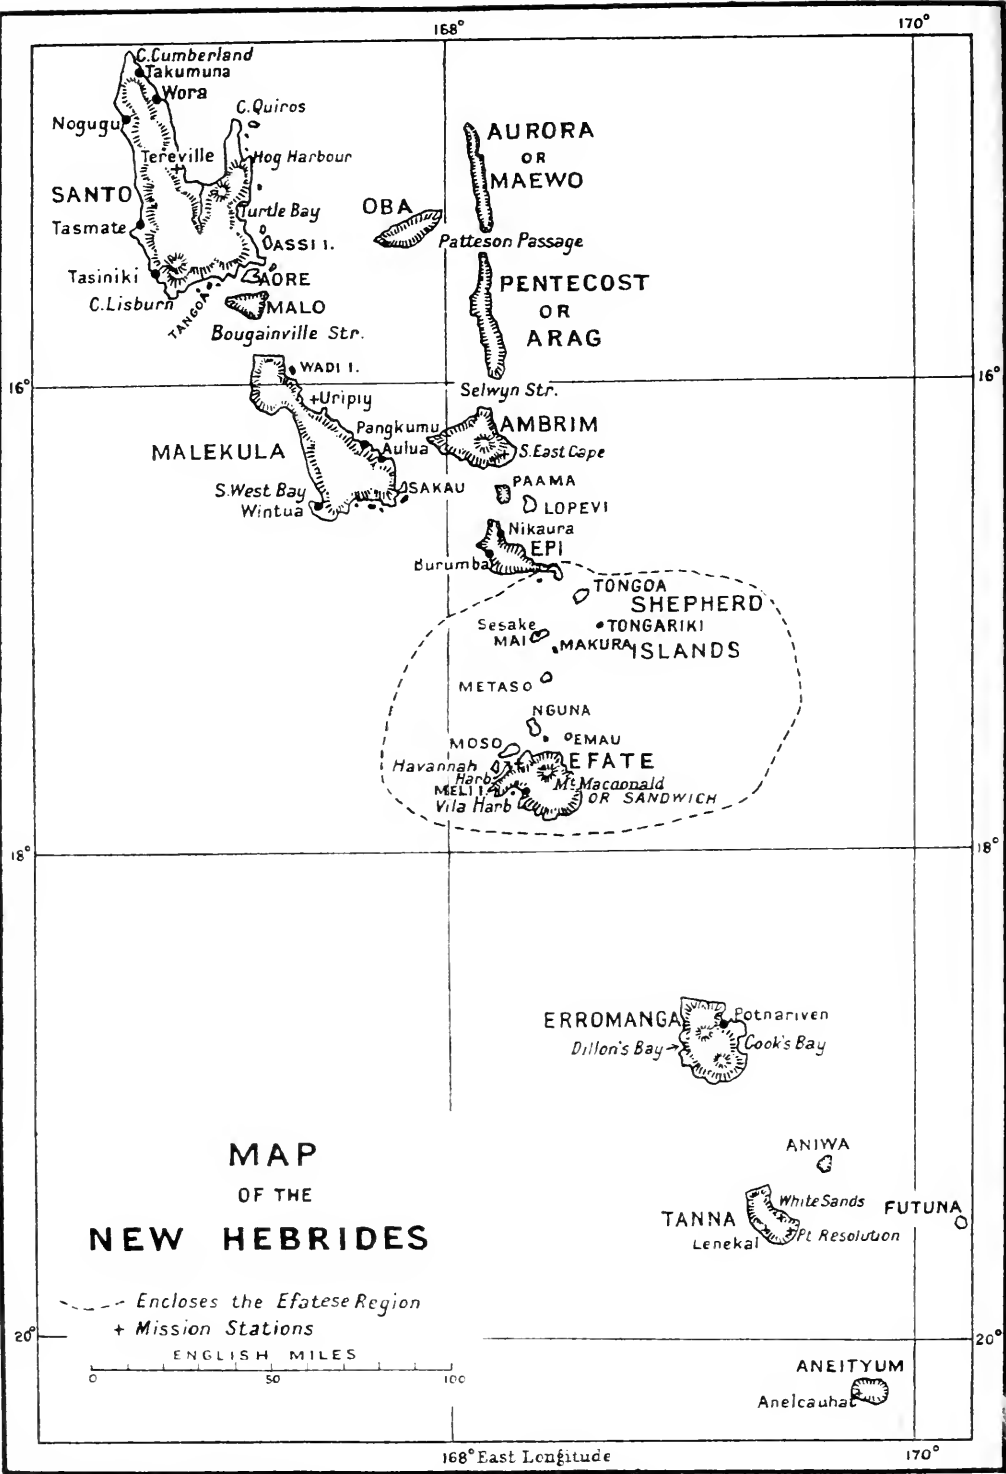 168° 170°
C.Cumberland
Takumuna
Wora
C.Quiros
Nogugu
Tereville
Hog Harbour
AURORA
OR
MAEWO
SANTO
OBA
Turtle Bay
Tasmate
Patteson Passage
ASSI I.
Tasiniki
AORE
PENTECOST
OR
ARAG
C.Lisburn
TANGOA
MALO
Bougainville Str.
WADI I.
16° 16°
Selwyn Str.
+Uripiy
AMBRIM
Pangkumu
Aulua
MALEKULA
S.East Cape
PAAMA
S.West Bay
SAKAU
LOPEVI
Wintua
Nikaura
EPI
Burumba
TONGOA
SHEPHERD
Sesake
TONGARIKI
MAI
MAKURA
ISLANDS
METASO
NGUNA
MOSO
EMAU
EFATE
Havannah
Harb.
Mt Macdonald
MELI I.
OR SANDWICH
Vila Harb
18° 18°
ERROMANGA
Potnariven
Dillon's Bay
Cook's Bay
ANIWA
White Sands
FUTUNA
TANNA
Pt Resolution
Lenekal
MAP
OF THE
NEW HEBRIDES
Encloses the Efatese Region
+ Mission Stations
20° 20°
ENGLISH MILES
0 50 100
ANEITYUM
Anelcauhat
168° East Longitude 170°